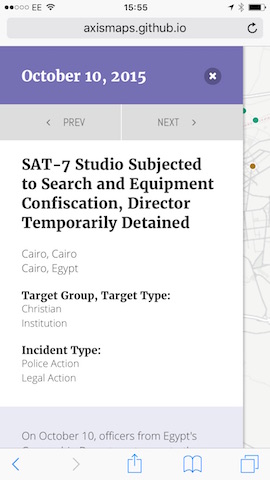 EE 15:55
axismaps.github.io
October 10, 2015
PREV NEXT
SAT-7 Studio Subjected
to Search and Equipment
Confiscation, Director
Temporarily Detained
Cairo, Cairo
Cairo, Egypt
Target Group, Target Type:
Christian
Institution
Incident Type:
Police Action
Legal Action
On October 10, officers from Egypt's